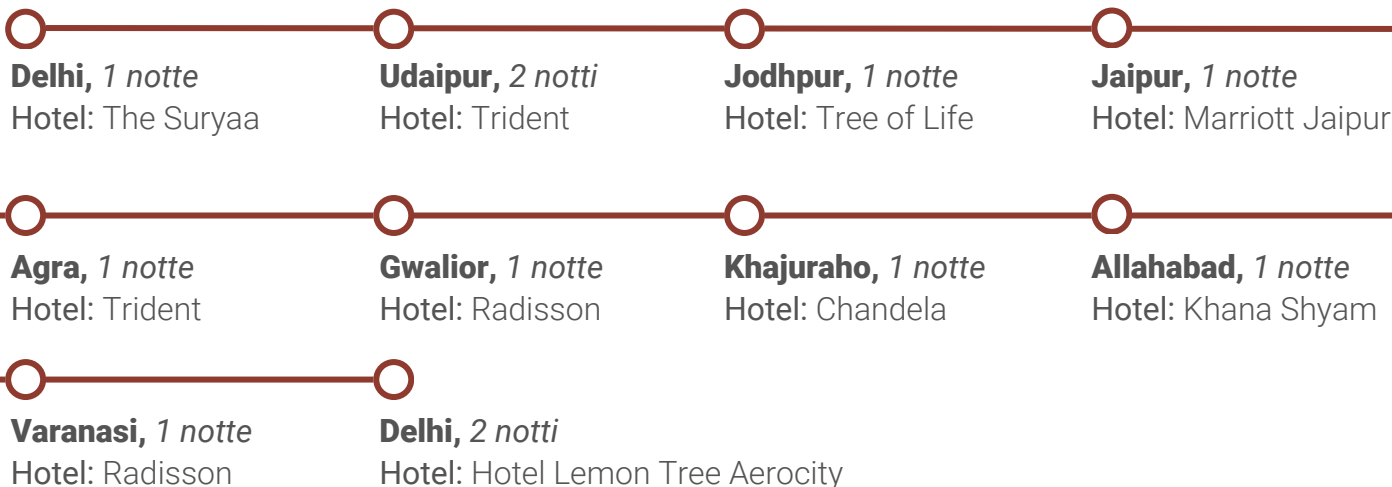 Delhi, 1 notte
Hotel: The Suryaa
Udaipur, 2 notti
Hotel: Trident
Jodhpur, 1 notte
Hotel: Tree of Life
Jaipur, 1 notte
Hotel: Marriott Jaipur
Agra, 1 notte
Hotel: Trident
Gwalior, 1 notte
Hotel: Radisson
Khajuraho, 1 notte
Hotel: Chandela
Allahabad, 1 notte
Hotel: Khana Shyam
Varanasi, 1 notte
Hotel: Radisson
Delhi, 2 notti
Hotel: Hotel Lemon Tree Aerocity